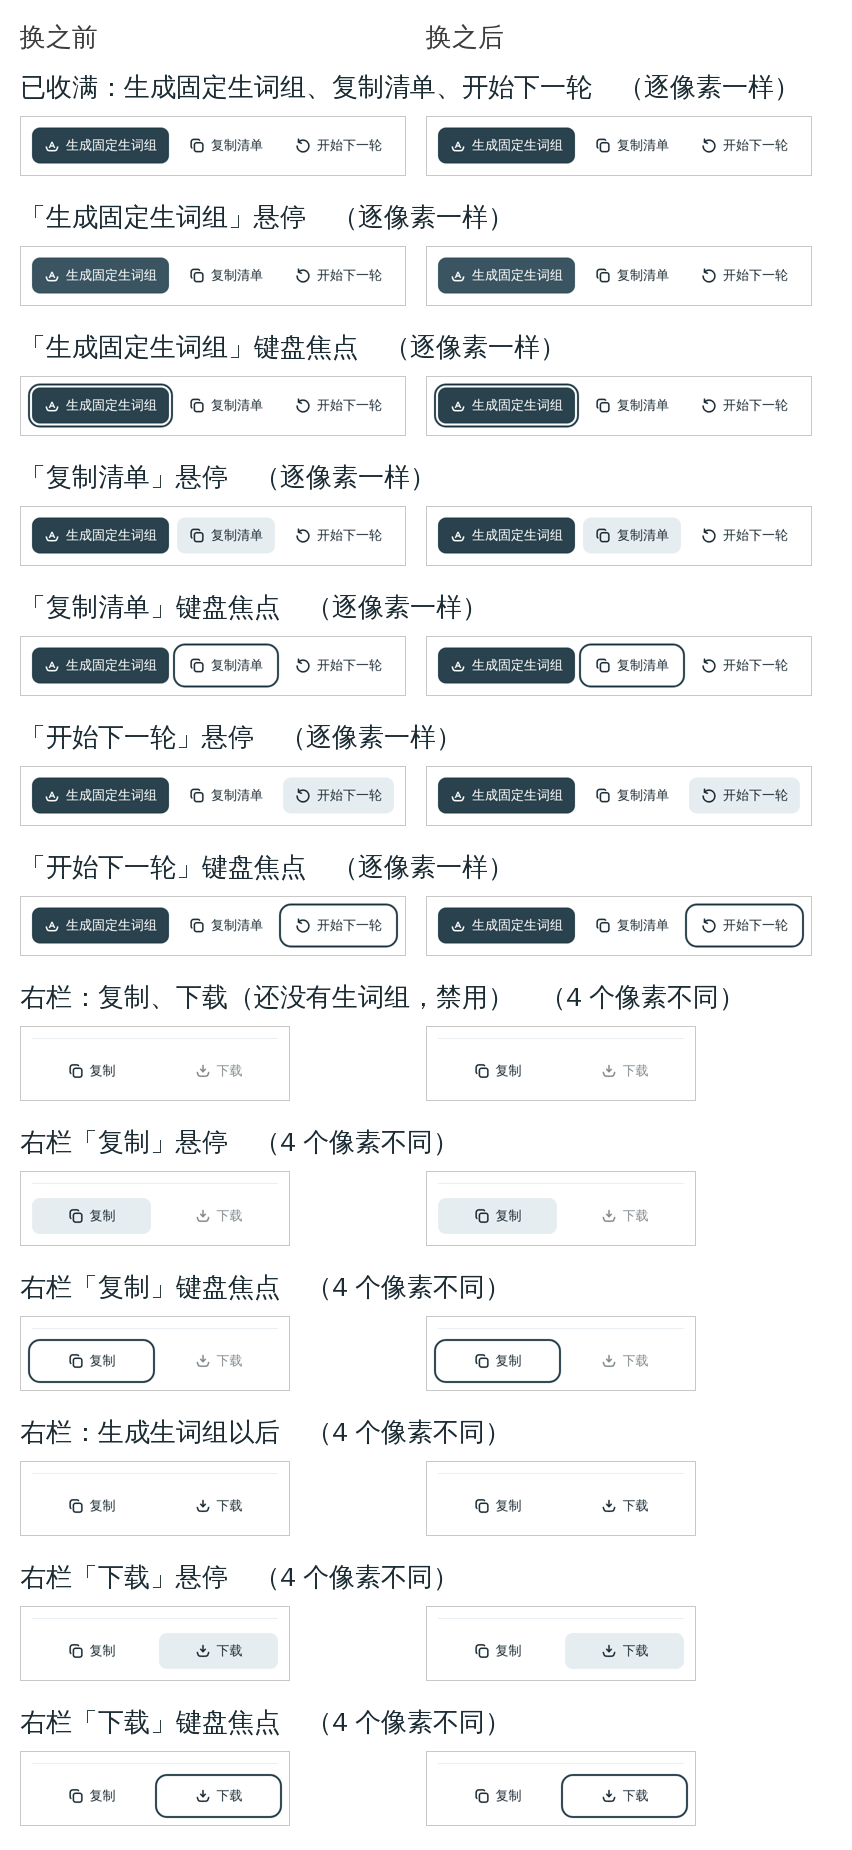 换之前 换之后
已收满：生成固定生词组、复制清单、开始下一轮 （逐像素一样）
生成固定生词组 复制清单 开始下一轮 生成固定生词组 复制清单 开始下一轮
「生成固定生词组」悬停 （逐像素一样）
生成固定生词组 复制清单 开始下一轮 生成固定生词组 复制清单 开始下一轮
「生成固定生词组」键盘焦点 （逐像素一样）
生成固定生词组 复制清单 开始下一轮 生成固定生词组 复制清单 开始下一轮
「复制清单」悬停 （逐像素一样）
生成固定生词组 复制清单 开始下一轮 生成固定生词组 复制清单 开始下一轮
「复制清单」键盘焦点 （逐像素一样）
生成固定生词组 复制清单 开始下一轮 生成固定生词组 复制清单 开始下一轮
「开始下一轮」悬停 （逐像素一样）
生成固定生词组 复制清单 开始下一轮 生成固定生词组 复制清单 开始下一轮
「开始下一轮」键盘焦点 （逐像素一样）
生成固定生词组 复制清单 开始下一轮 生成固定生词组 复制清单 开始下一轮
右栏：复制、下载（还没有生词组，禁用） （4 个像素不同）
复制 下载 复制 下载
右栏「复制」悬停 （4 个像素不同）
复制 下载 复制 下载
右栏「复制」键盘焦点 （4 个像素不同）
复制 下载 复制 下载
右栏：生成生词组以后 （4 个像素不同）
复制 下载 复制 下载
右栏「下载」悬停 （4 个像素不同）
复制 下载 复制 下载
右栏「下载」键盘焦点 （4 个像素不同）
复制 下载 复制 下载